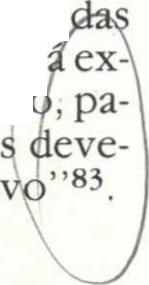 das
á ex-
o, pa-
s deve-
vo"83.